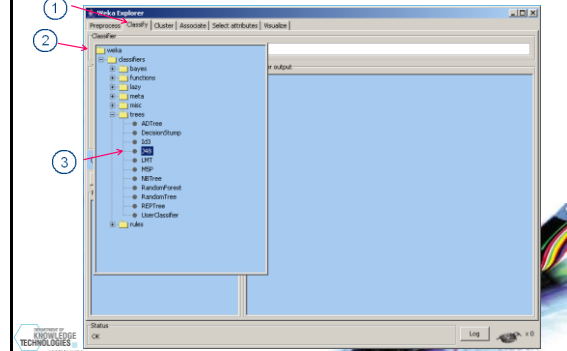 1
Weka Explorer
Preprocess Classify Cluster Associate Select attributes Visualize
Classifier
2
weka
classifiers
bayes
r output
functions
lazy
meta
misc
trees
ADTree
DecisionStump
Id3
3
J48
LMT
M5P
NBTree
RandomForest
RandomTree
REPTree
UserClassifier
rules
Status
OK
Log
x 0
DEPARTMENT OF
KNOWLEDGE
TECHNOLOGIES